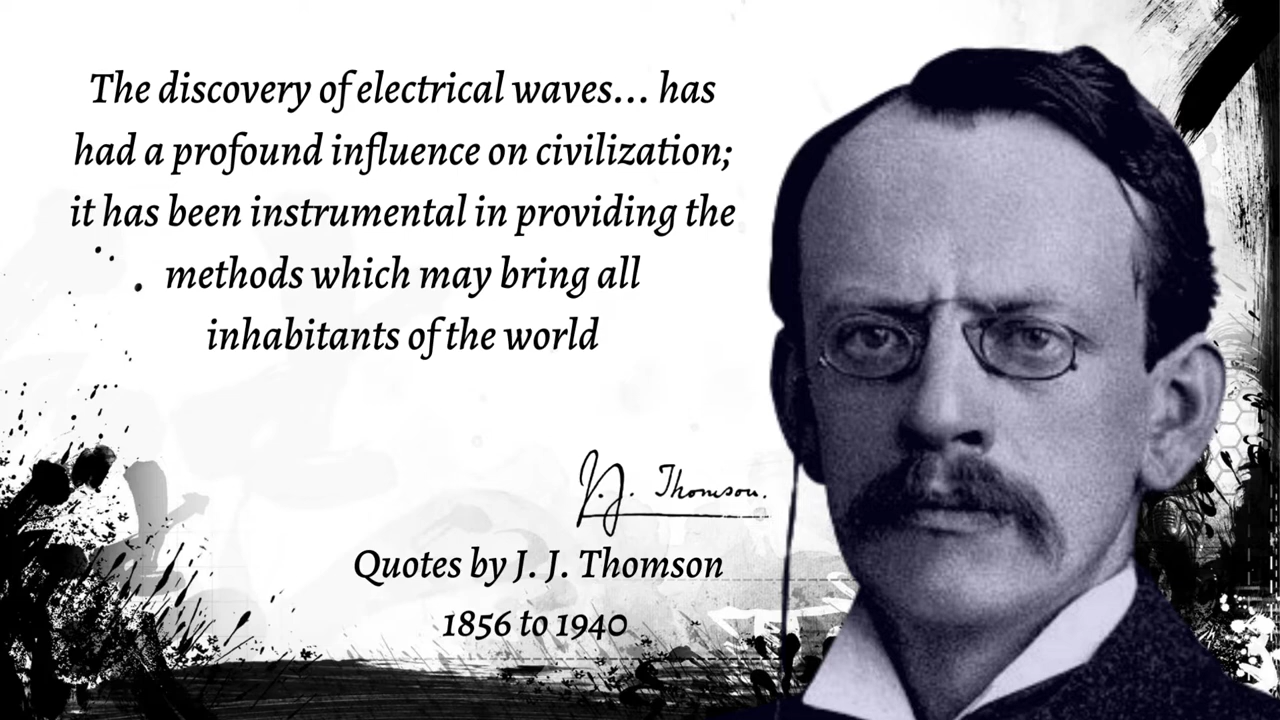 The discovery of electrical waves... has
had a profound influence on civilization;
it has been instrumental in providing the
methods which may bring all
inhabitants of the world
J.J. Thomson.
Quotes by J. J. Thomson
1856 to 1940